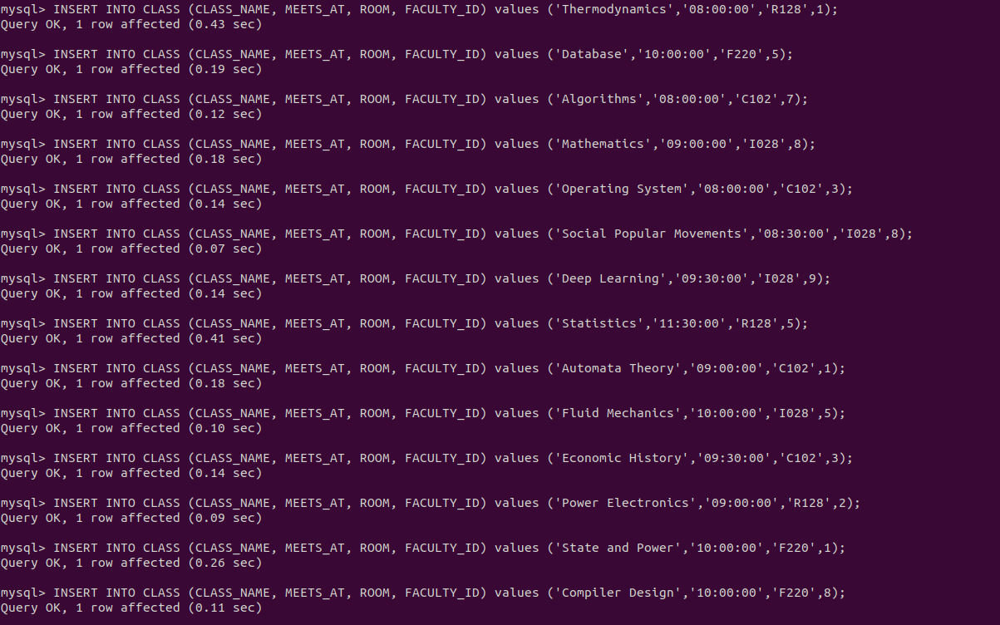 mysql> INSERT INTO CLASS (CLASS_NAME, MEETS_AT, ROOM, FACULTY_ID) values ('Thermodynamics','08:00:00','R128',1);
Query OK, 1 row affected (0.43 sec)
mysql> INSERT INTO CLASS (CLASS_NAME, MEETS_AT, ROOM, FACULTY_ID) values ('Database','10:00:00','F220',5);
Query OK, 1 row affected (0.19 sec)
mysql> INSERT INTO CLASS (CLASS_NAME, MEETS_AT, ROOM, FACULTY_ID) values ('Algorithms','08:00:00','C102',7);
Query OK, 1 row affected (0.12 sec)
mysql> INSERT INTO CLASS (CLASS_NAME, MEETS_AT, ROOM, FACULTY_ID) values ('Mathematics','09:00:00','I028',8);
Query OK, 1 row affected (0.18 sec)
mysql> INSERT INTO CLASS (CLASS_NAME, MEETS_AT, ROOM, FACULTY_ID) values ('Operating System','08:00:00','C102',3);
Query OK, 1 row affected (0.14 sec)
mysql> INSERT INTO CLASS (CLASS_NAME, MEETS_AT, ROOM, FACULTY_ID) values ('Social Popular Movements','08:30:00','I028',8);
Query OK, 1 row affected (0.07 sec)
mysql> INSERT INTO CLASS (CLASS_NAME, MEETS_AT, ROOM, FACULTY_ID) values ('Deep Learning','09:30:00','I028',9);
Query OK, 1 row affected (0.14 sec)
mysql> INSERT INTO CLASS (CLASS_NAME, MEETS_AT, ROOM, FACULTY_ID) values ('Statistics','11:30:00','R128',5);
Query OK, 1 row affected (0.41 sec)
mysql> INSERT INTO CLASS (CLASS_NAME, MEETS_AT, ROOM, FACULTY_ID) values ('Automata Theory','09:00:00','C102',1);
Query OK, 1 row affected (0.18 sec)
mysql> INSERT INTO CLASS (CLASS_NAME, MEETS_AT, ROOM, FACULTY_ID) values ('Fluid Mechanics','10:00:00','I028',5);
Query OK, 1 row affected (0.10 sec)
mysql> INSERT INTO CLASS (CLASS_NAME, MEETS_AT, ROOM, FACULTY_ID) values ('Economic History','09:30:00','C102',3);
Query OK, 1 row affected (0.14 sec)
mysql> INSERT INTO CLASS (CLASS_NAME, MEETS_AT, ROOM, FACULTY_ID) values ('Power Electronics','09:00:00','R128',2);
Query OK, 1 row affected (0.09 sec)
mysql> INSERT INTO CLASS (CLASS_NAME, MEETS_AT, ROOM, FACULTY_ID) values ('State and Power','10:00:00','F220',1);
Query OK, 1 row affected (0.26 sec)
mysql> INSERT INTO CLASS (CLASS_NAME, MEETS_AT, ROOM, FACULTY_ID) values ('Compiler Design','10:00:00','F220',8);
Query OK, 1 row affected (0.11 sec)